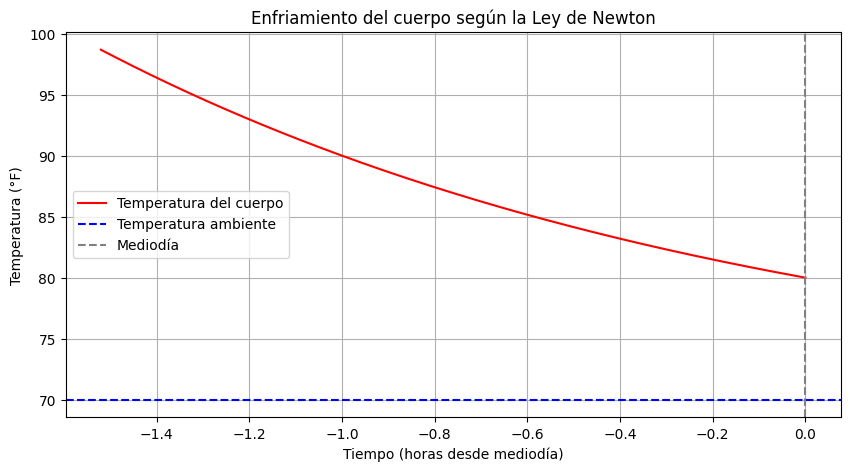 Enfriamiento del cuerpo según la Ley de Newton
100
95
90
85
80
75
70
Temperatura (°F)
Temperatura del cuerpo
Temperatura ambiente
Mediodía
−1.4
−1.2
−1.0
−0.8
−0.6
−0.4
−0.2
0.0
Tiempo (horas desde mediodía)